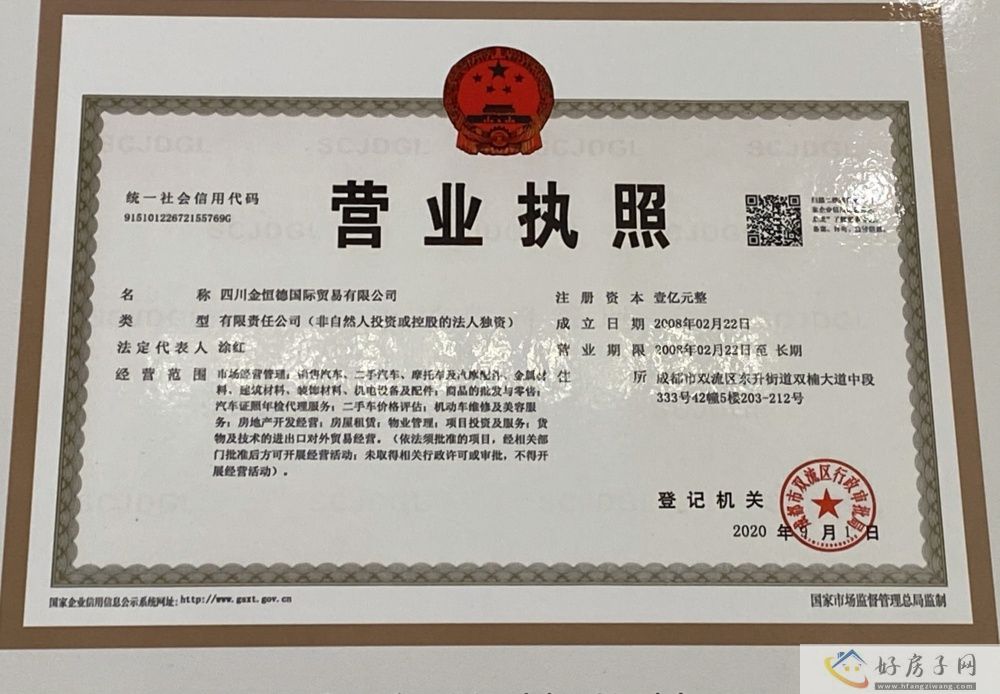 统一社会信用代码
91510122672155769G
营业执照
名称 四川金恒德国际贸易有限公司
类型 有限责任公司（非自然人投资或控股的法人独资）
法定代表人 涂红
经营范围 市场经营管理；销售汽车、二手汽车、摩托车及汽摩配件、金属材
料、建筑材料、装饰材料、机电设备及配件；商品的批发与零售；
汽车证照年检代理服务；二手车价格评估；机动车维修及美容服
务；房地产开发经营；房屋租赁；物业管理；项目投资及服务；货
物及技术的进出口对外贸易经营。（依法须批准的项目，经相关部
门批准后方可开展经营活动；未取得相关行政许可或审批，不得开
展经营活动）。
注册资本 壹亿元整
成立日期 2008年02月22日
营业期限 2008年02月22日至 长期
住所 成都市双流区东升街道双楠大道中段
333号42幢5楼203-212号
登记机关
成都市双流区行政审批局
2020 年 9 月 1 日
国家企业信用信息公示系统网址：http://www.gsxt.gov.cn
国家市场监督管理总局监制
好房子网
www.hfangziwang.com